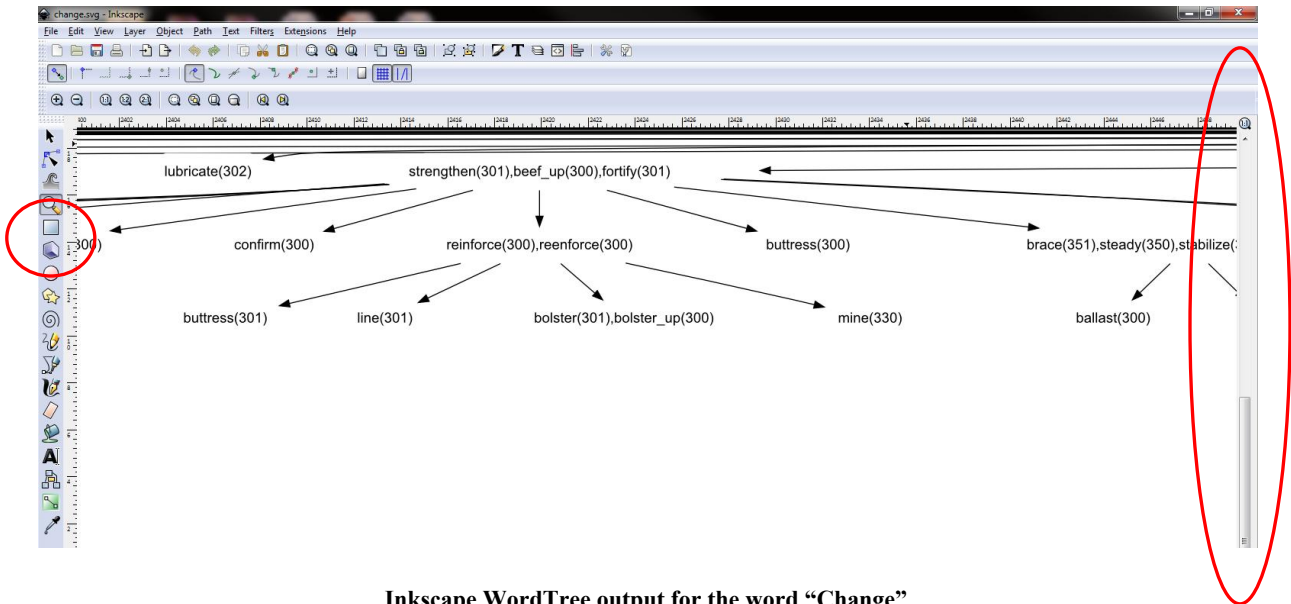 change.svg - Inkscape
File Edit View Layer Object Path Text Filters Extensions Help
lubricate(302) strengthen(301),beef_up(300),fortify(301)
300) confirm(300) reinforce(300),reenforce(300) buttress(300) brace(351),steady(350),stabilize(
buttress(301) line(301) bolster(301),bolster_up(300) mine(330) ballast(300)
Inkscape WordTree output for the word “Change”